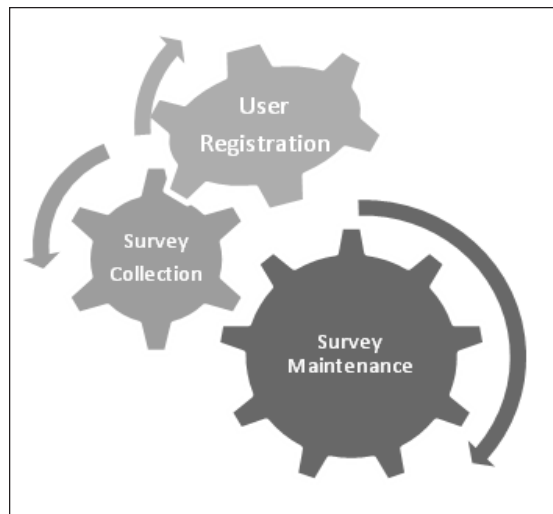 User
Registration
Survey
Collection
Survey
Maintenance